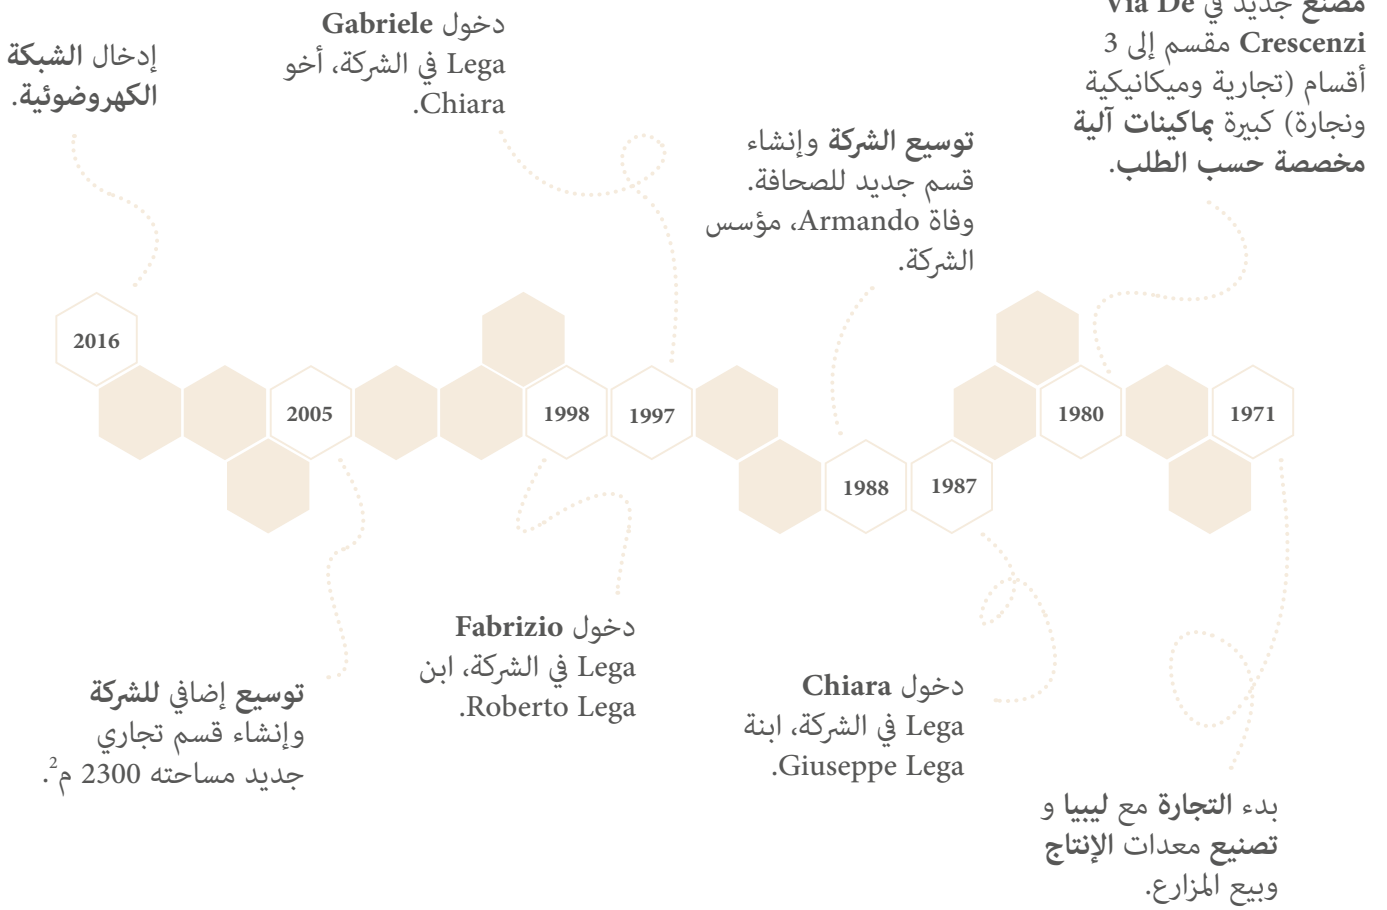 مصنع جديد في Via De
Crescenzi مقسم إلى 3
أقسام (تجارية وميكانيكية
ونجارة) كبيرة بماكينات آلية
مخصصة حسب الطلب.
دخول Gabriele
Lega في الشركة، أخو
Chiara.
إدخال الشبكة
الكهروضوئية.
توسيع الشركة وإنشاء
قسم جديد للصحافة.
وفاة Armando، مؤسس
الشركة.
1971
1980
1987
1988
1997
1998
2005
2016
بدء التجارة مع ليبيا و
تصنيع معدات الإنتاج
وبيع المزارع.
دخول Chiara
Lega في الشركة، ابنة
Giuseppe Lega.
دخول Fabrizio
Lega في الشركة، ابن
Roberto Lega.
توسيع إضافي للشركة
وإنشاء قسم تجاري
جديد مساحته 2300 م².